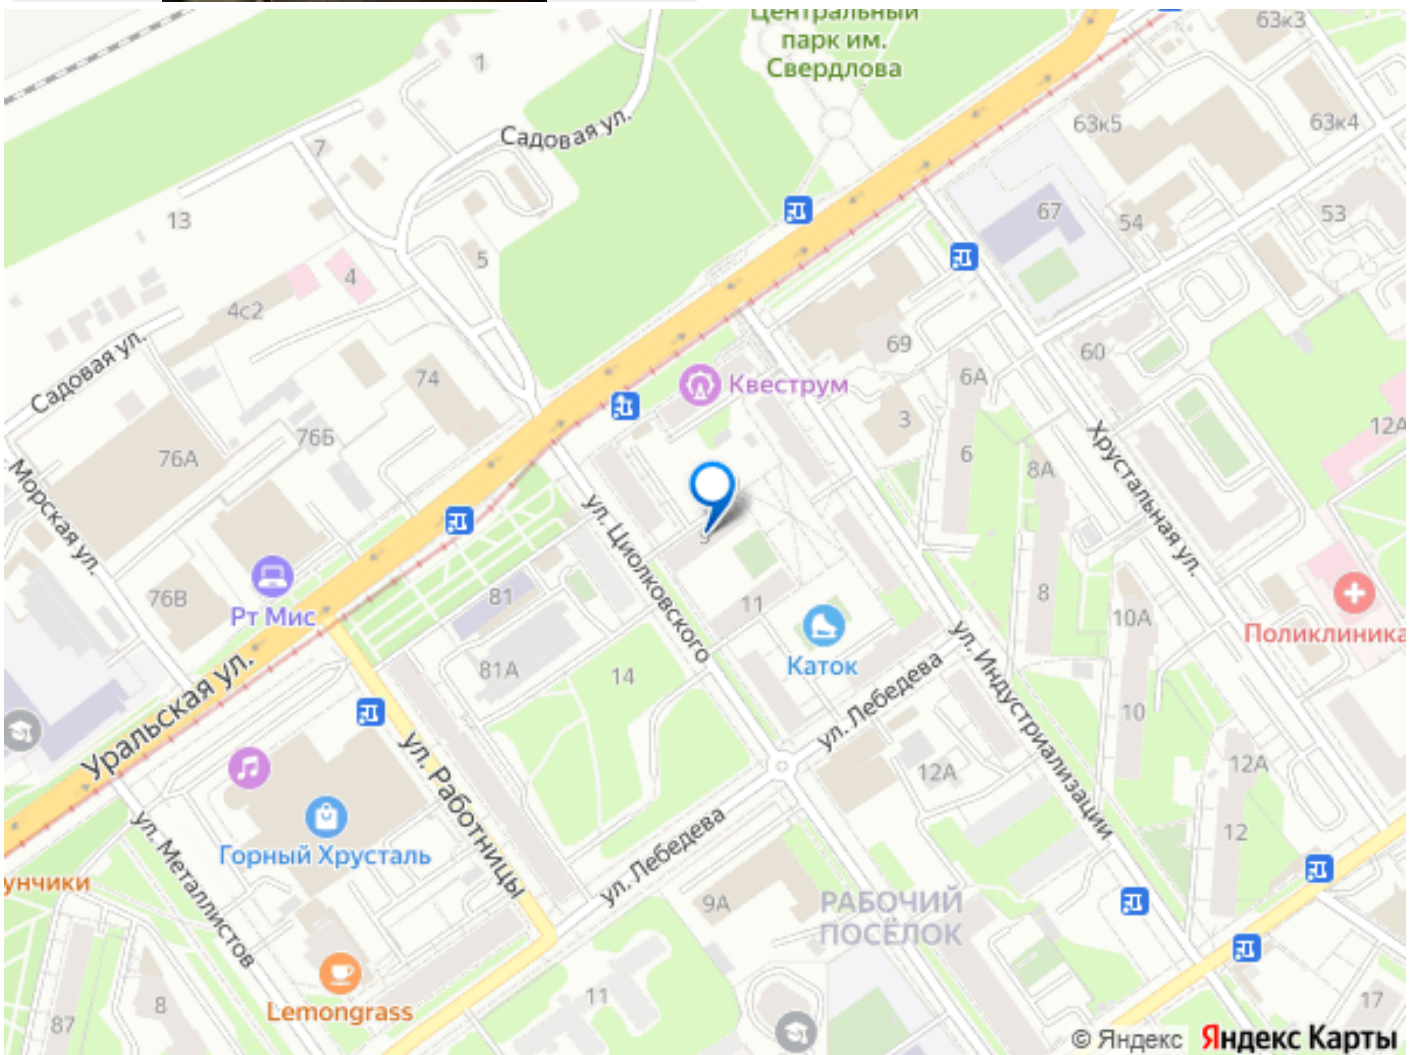 Центральный
парк им.
Свердлова
63к3
1
Садовая ул.
63к5
63к4
7
13
67
54
53
5
4
4с2
69
60
Садовая ул.
74
Квеструм
6А
3
12А
76Б
76А
6
8А
Хрустальная ул.
Морская ул.
ул. Циолковского
76В
Рт Мис
81
11
8
10А
Поликлиника
Каток
81А
14
ул. Индустриализации
ул. Лебедева
Уральская ул.
10
ул. Работницы
12А
12А
Горный Хрусталь
ул. Металлистов
ул. Лебедева
12
унчики
9А
РАБОЧИЙ
ПОСЁЛОК
Lemongrass
8
11
17
87
© Яндекс Яндекс Карты